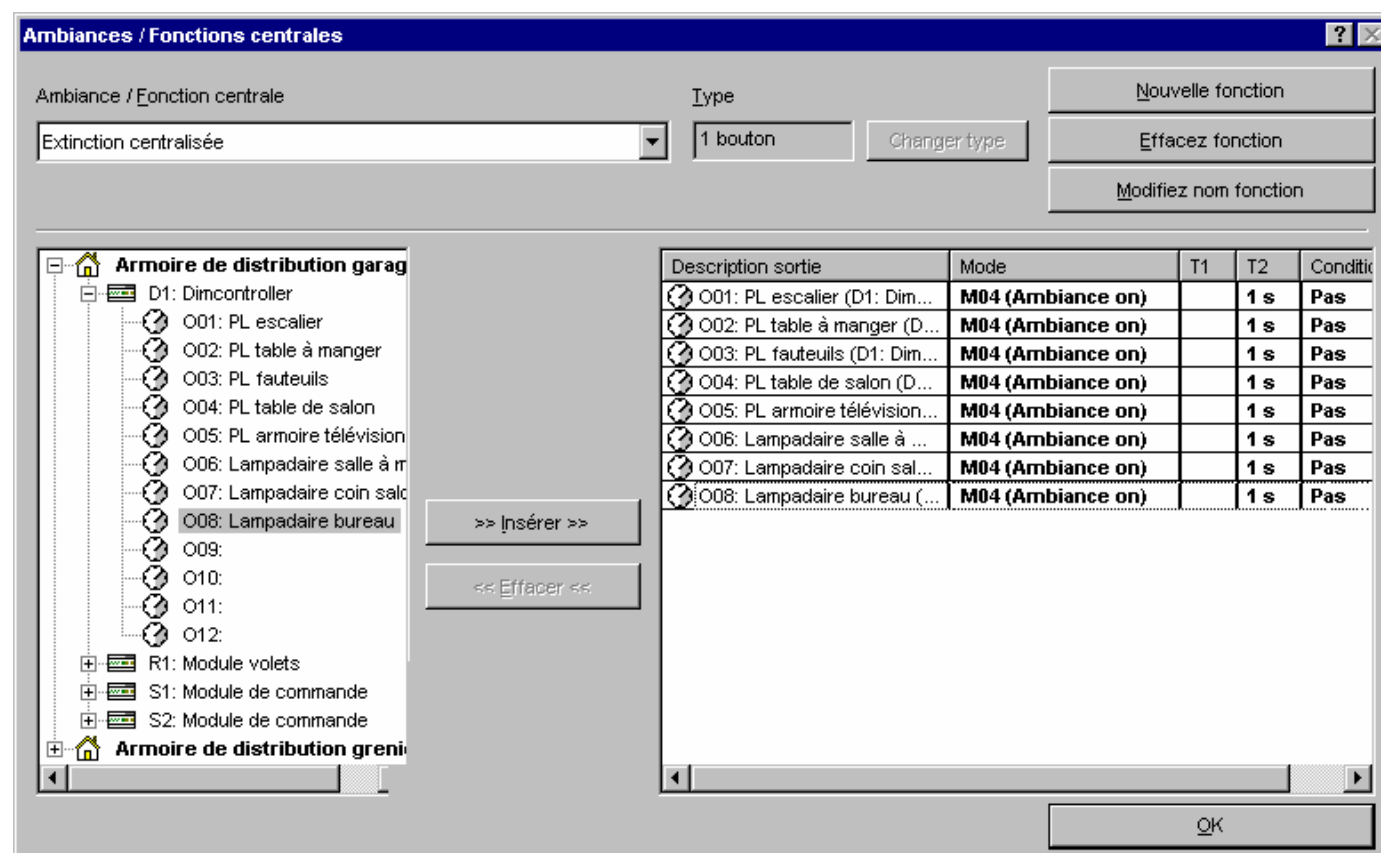 Ambiances / Fonctions centrales
?
Ambiance / Fonction centrale
Type
Nouvelle fonction
Extinction centralisée
1 bouton
Changer type
Effacez fonction
Modifiez nom fonction
Armoire de distribution garag
D1: Dimcontroller
O01: PL escalier
O02: PL table à manger
O03: PL fauteuils
O04: PL table de salon
O05: PL armoire télévision
O06: Lampadaire salle à m
O07: Lampadaire coin salo
O08: Lampadaire bureau
O09:
O10:
O11:
O12:
R1: Module volets
S1: Module de commande
S2: Module de commande
Armoire de distribution greni
>> Insérer >>
<< Effacer <<
Description sortie Mode T1 T2 Conditio
O01: PL escalier (D1: Dim... M04 (Ambiance on) 1 s Pas
O02: PL table à manger (D... M04 (Ambiance on) 1 s Pas
O03: PL fauteuils (D1: Dim... M04 (Ambiance on) 1 s Pas
O04: PL table de salon (D... M04 (Ambiance on) 1 s Pas
O05: PL armoire télévision... M04 (Ambiance on) 1 s Pas
O06: Lampadaire salle à ... M04 (Ambiance on) 1 s Pas
O07: Lampadaire coin sal... M04 (Ambiance on) 1 s Pas
O08: Lampadaire bureau (... M04 (Ambiance on) 1 s Pas
OK